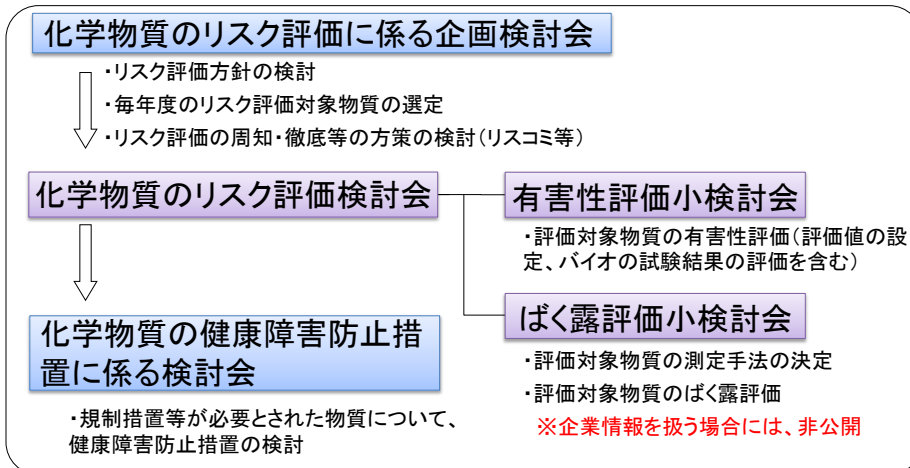 化学物質のリスク評価に係る企画検討会
・リスク評価方針の検討
・毎年度のリスク評価対象物質の選定
・リスク評価の周知・徹底等の方策の検討（リスコミ等）
化学物質のリスク評価検討会
有害性評価小検討会
・評価対象物質の有害性評価（評価値の設
定、バイオの試験結果の評価を含む）
ばく露評価小検討会
・評価対象物質の測定手法の決定
・評価対象物質のばく露評価
※企業情報を扱う場合には、非公開
化学物質の健康障害防止措
置に係る検討会
・規制措置等が必要とされた物質について、
健康障害防止措置の検討